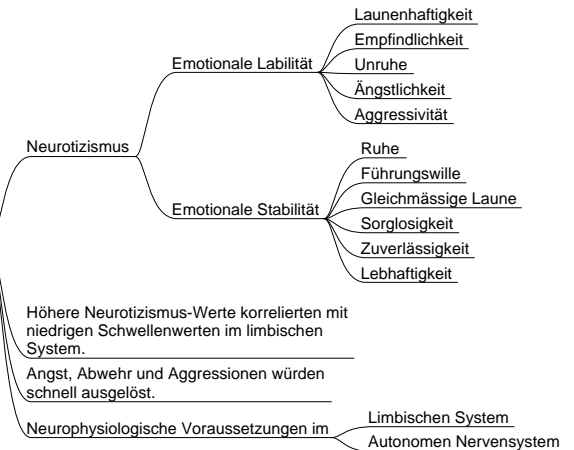 Neurotizismus
Emotionale Labilität
Launenhaftigkeit
Empfindlichkeit
Unruhe
Ängstlichkeit
Aggressivität
Emotionale Stabilität
Ruhe
Führungswille
Gleichmässige Laune
Sorglosigkeit
Zuverlässigkeit
Lebhaftigkeit
Höhere Neurotizismus-Werte korrelierten mit
niedrigen Schwellenwerten im limbischen
System.
Angst, Abwehr und Aggressionen würden
schnell ausgelöst.
Neurophysiologische Voraussetzungen im
Limbischen System
Autonomen Nervensystem